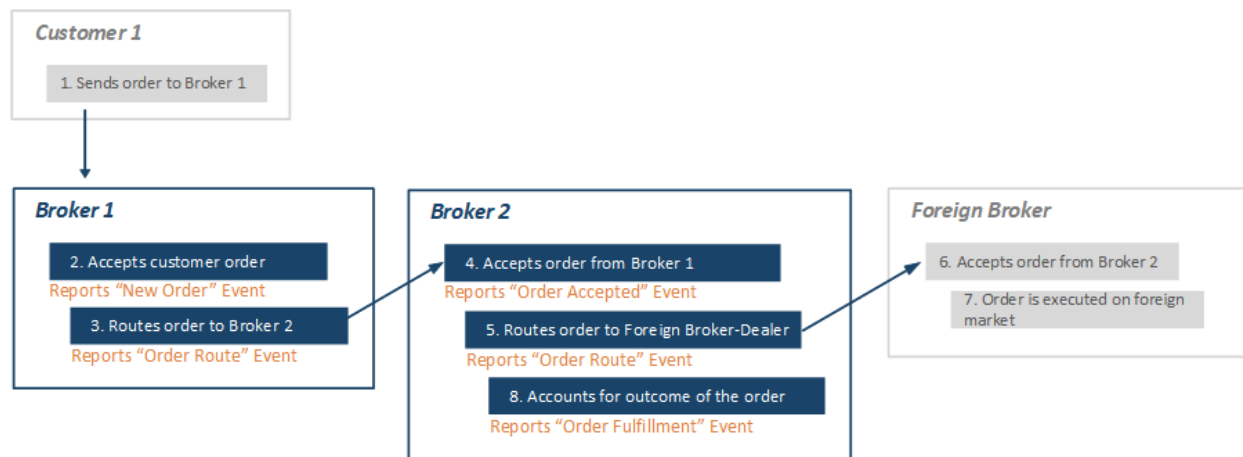 Customer 1
1. Sends order to Broker 1
Broker 1
2. Accepts customer order
Reports “New Order” Event
3. Routes order to Broker 2
Reports “Order Route” Event
Broker 2
4. Accepts order from Broker 1
Reports “Order Accepted” Event
5. Routes order to Foreign Broker-Dealer
Reports “Order Route” Event
8. Accounts for outcome of the order
Reports “Order Fulfillment” Event
Foreign Broker
6. Accepts order from Broker 2
7. Order is executed on foreign
market